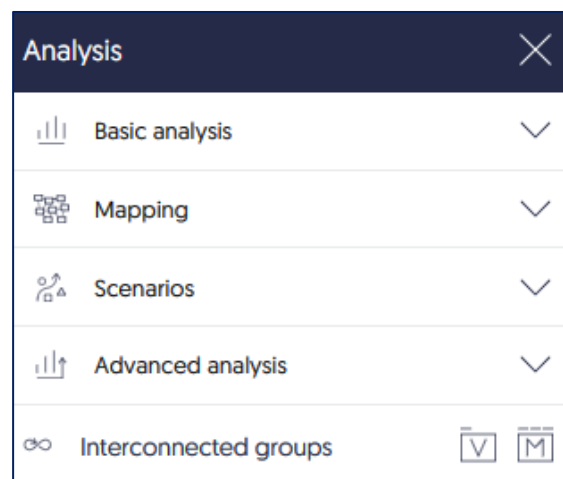 Analysis
Basic analysis
Mapping
Scenarios
Advanced analysis
Interconnected groups V M